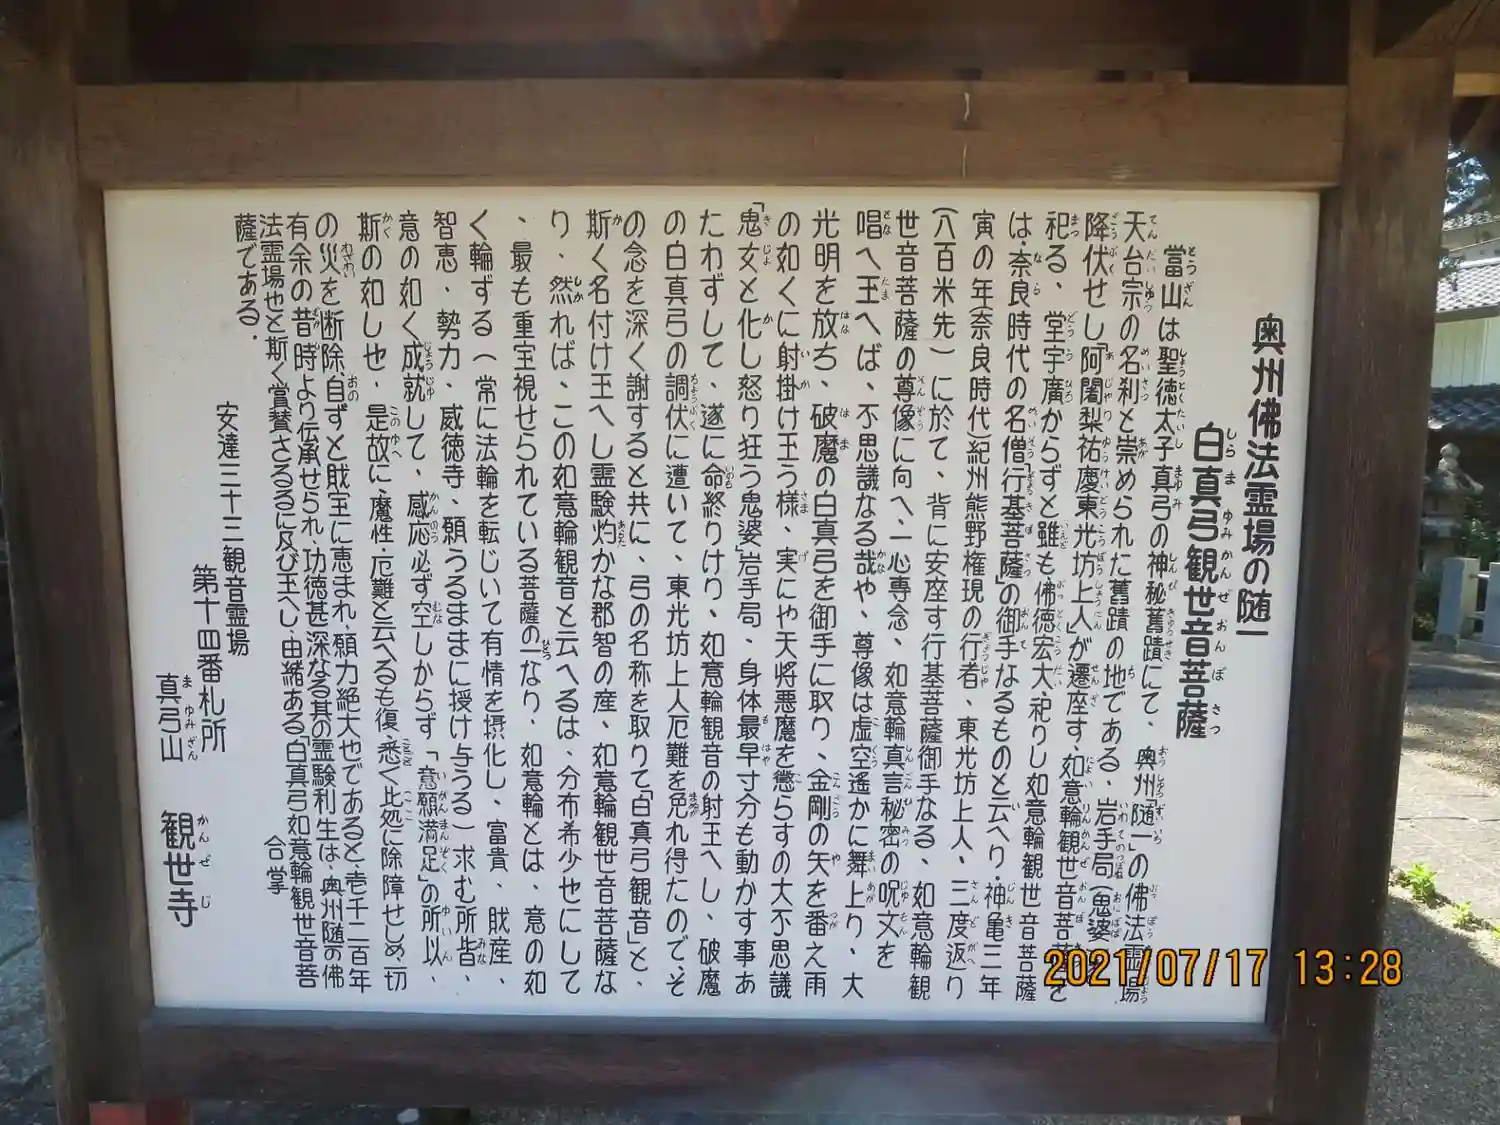 奥州佛法霊場の随一
白真弓観世音菩薩
當山は聖徳太子真弓の神秘舊蹟にて、奥州随一の佛法霊場
天台宗の名刹と崇められた舊蹟の地である、岩手局(鬼婆
降伏せし「阿闍梨祐慶東光坊上人」が遷座す、如意輪観世音菩薩を
祀る、堂宇廣からずと雖も、佛徳宏大、祀りし如意輪観世音菩薩
は、奈良時代の名僧「行基菩薩」の御手なるものと云へり・神亀三年
寅の年(奈良時代)紀州熊野権現の行者、東光坊上人、三度返り
(八百米先)に於て、背に安座す行基菩薩御手なる、如意輪観
世音菩薩の尊像に向へ・一心専念、如意輪真言秘密の呪文を
唱へ王へば、不思議なる哉や、尊像は虚空遙かに舞上り、大
光明を放ち、破魔の白真弓を御手に取り、金剛の矢を番え雨
の如くに射掛け王う様、実にや天将悪魔を懲らすの大不思議
「鬼女と化し怒り狂う鬼婆」岩手局、身体最早寸分も動かす事あ
たわずして、遂に命終りけり、如意輪観音の射王へし、破魔
の白真弓の調伏に遭いて、東光坊上人厄難を免れ得たので、そ
の念を深く謝すると共に、弓の名称を取りて「白真弓観音」と、
斯く名付け王へし霊験灼かな郡智の産、如意輪観世音菩薩な
り、然れば、この如意輪観音と云へるは、分布希少也にして
、最も重宝視せられている菩薩の一なり、如意輪とは、意の如
く輪ずる(常に法輪を転じいて有情を摂化し、富貴、財産、
智恵、勢力、威徳寺、願うるままに授け与うる)求む所皆、
意の如く成就して、感応必ず空しからず「意願満足」の所以、
斯の如し也、是故に、魔性、厄難と云へるも復、悉く此処に除障せしめ、一切
の災を断除、自ずと財宝に恵まれ、願力絶大也であると、壱千二百年
有余の昔時より伝承せられ、功徳甚深なる其の霊験利生は、奥州随の佛
法霊場也と斯く賞賛さるるに及び王へし、由緒ある、「白真弓如意輪観世音菩
薩である.
合掌
安達三十三観音霊場
第十四番札所
真弓山 観世寺
2021/07/17 13:28